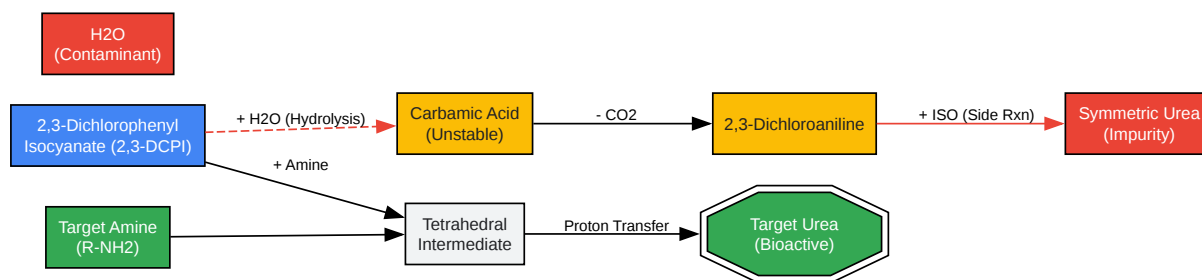 H2O
(Contaminant)
2,3-Dichlorophenyl
Isocyanate (2,3-DCPI)
+ H2O (Hydrolysis)
Carbamic Acid
(Unstable)
- CO2
2,3-Dichloroaniline
+ ISO (Side Rxn)
Symmetric Urea
(Impurity)
+ Amine
Target Amine
(R-NH2)
Tetrahedral
Intermediate
Proton Transfer
Target Urea
(Bioactive)